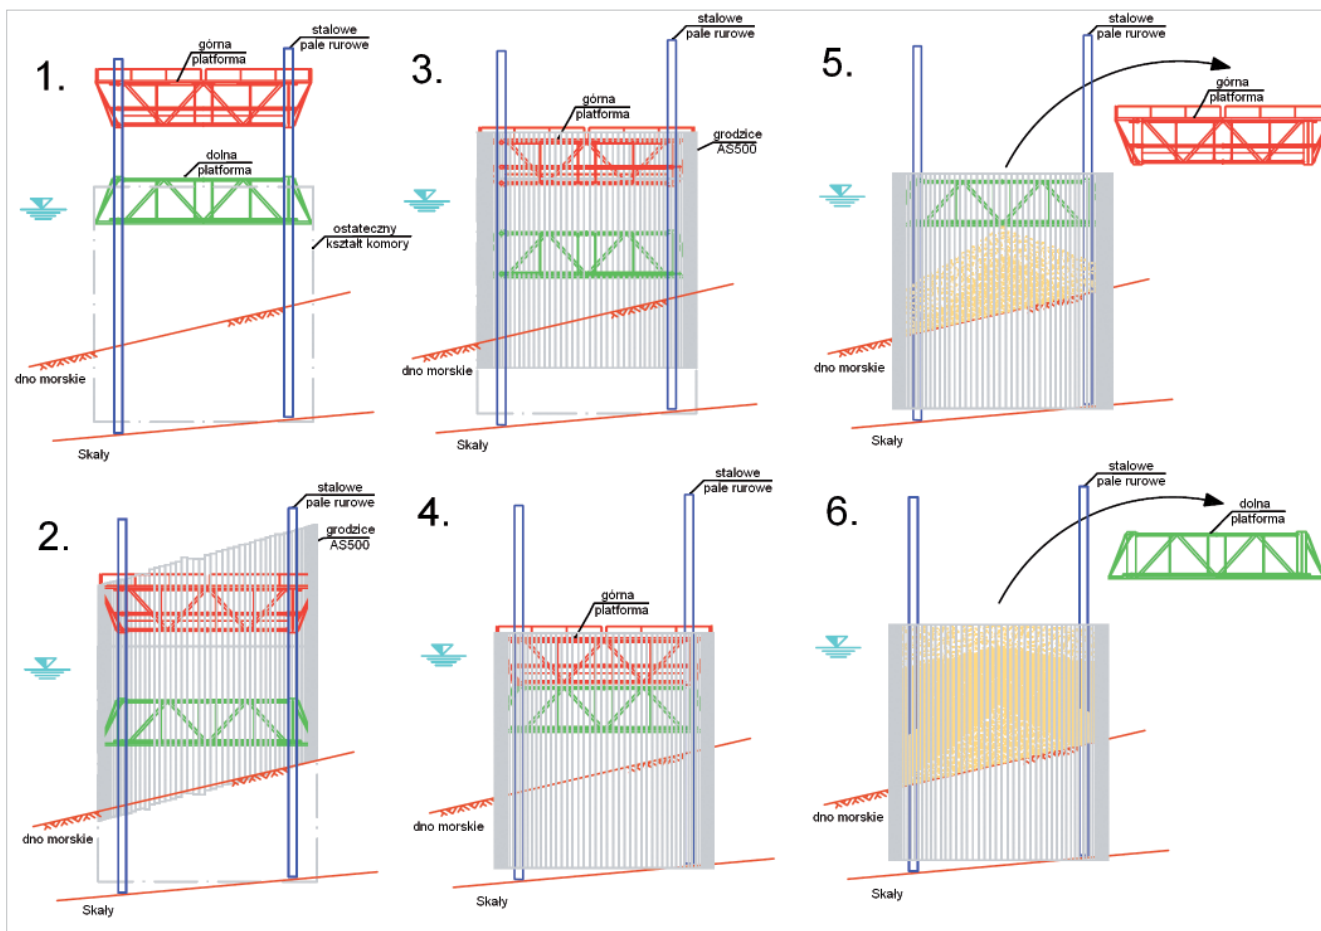 1.
górna
platforma
stalowe
pale rurowe
dolna
platforma
ostateczny
kształt komory
dno morskie
Skały
2.
stalowe
pale rurowe
grodzice
AS500
dno morskie
Skały
3.
stalowe
pale rurowe
górna
platforma
grodzice
AS500
dno morskie
Skały
4.
stalowe
pale rurowe
górna
platforma
dno morskie
Skały
5.
stalowe
pale rurowe
górna
platforma
dno morskie
Skały
6.
stalowe
pale rurowe
dolna
platforma
dno morskie
Skały